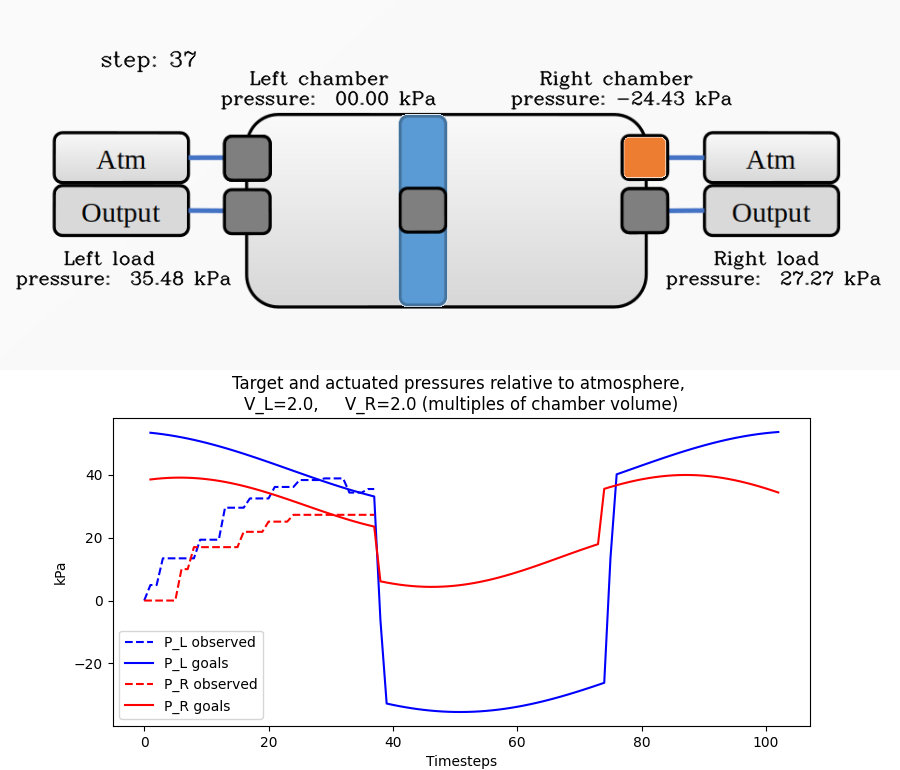 step: 37
Left chamber
pressure: 00.00 kPa
Right chamber
pressure: −24.43 kPa
Atm
Output
Left load
pressure: 35.48 kPa
Atm
Output
Right load
pressure: 27.27 kPa
Target and actuated pressures relative to atmosphere,
V_L=2.0, V_R=2.0 (multiples of chamber volume)
kPa
40
20
0
−20
P_L observed
P_L goals
P_R observed
P_R goals
0 20 40 60 80 100
Timesteps